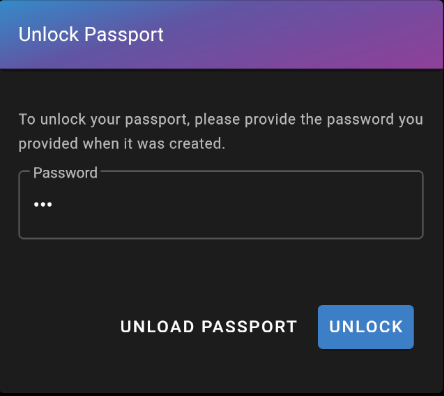 Unlock Passport
To unlock your passport, please provide the password you
provided when it was created.
Password
•••
UNLOAD PASSPORT UNLOCK